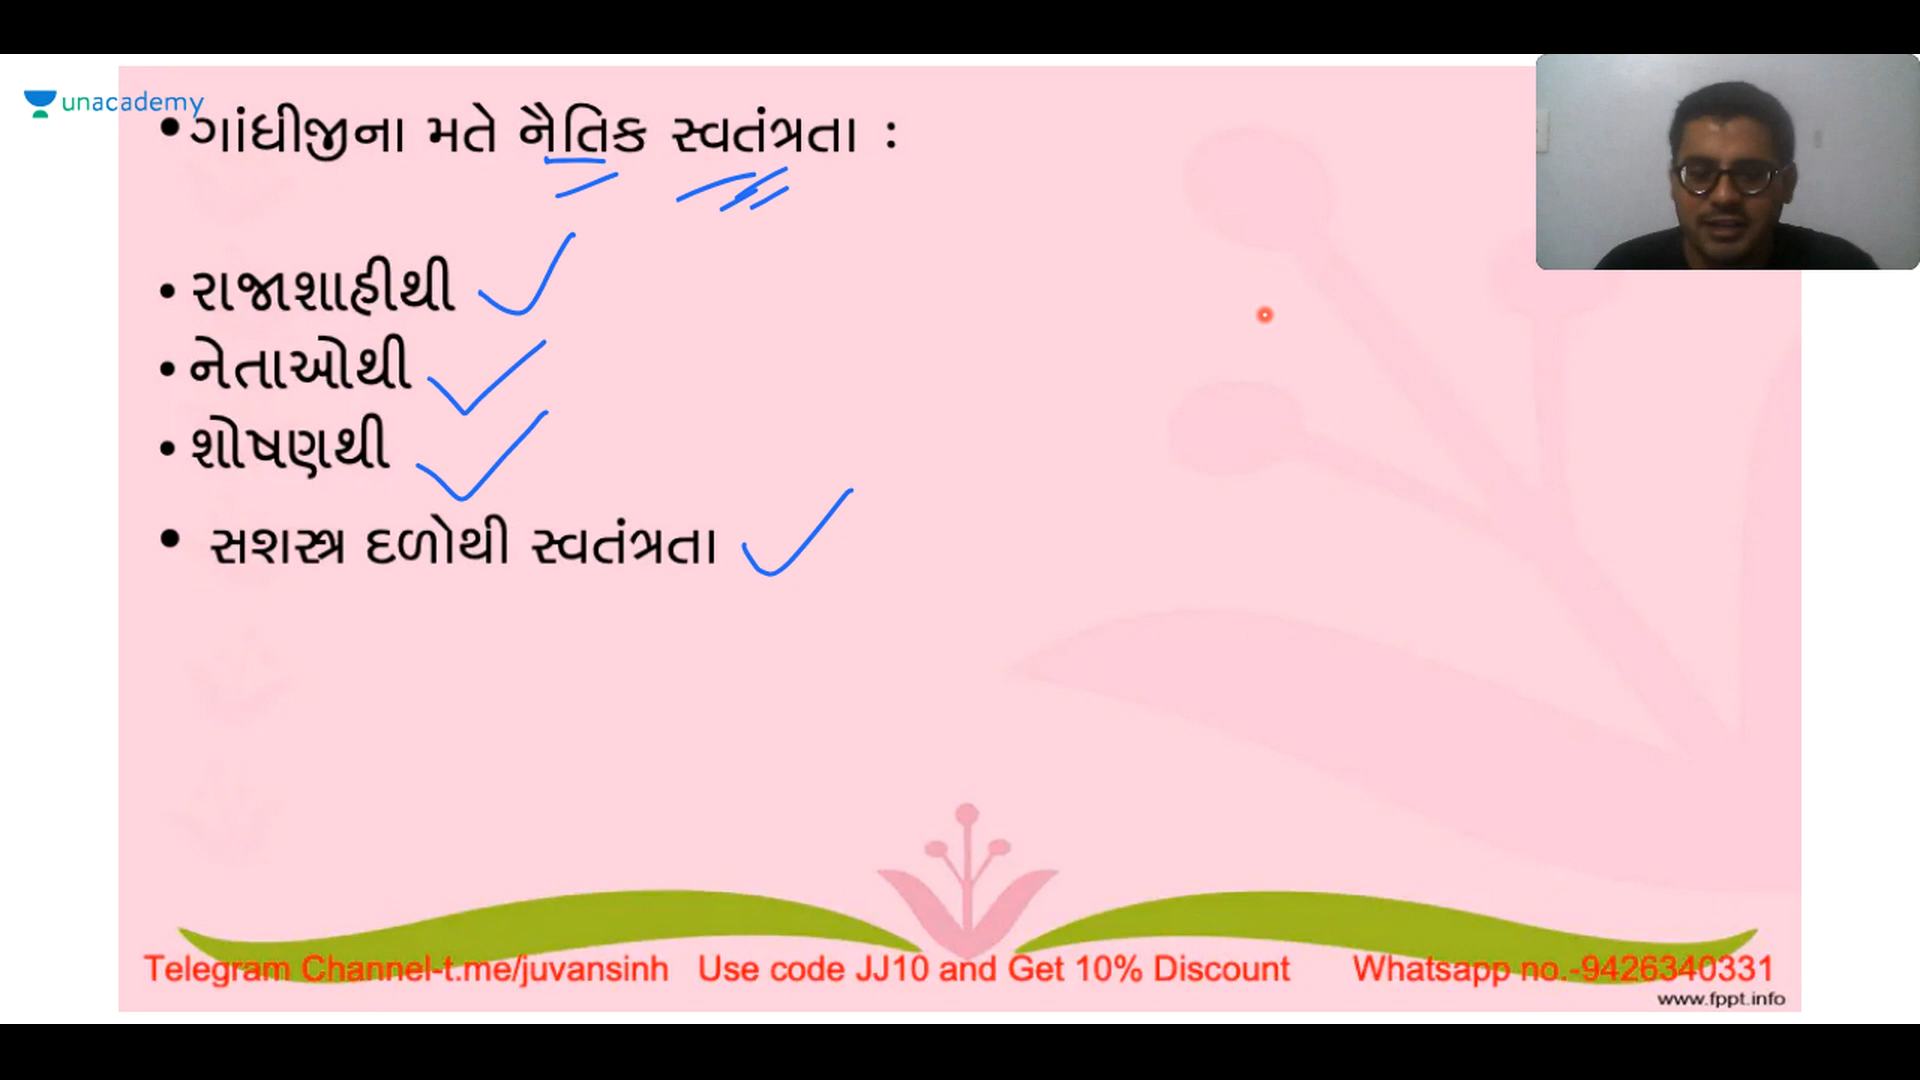 unacademy
•ગાંધીજીના મતે નૈતિક સ્વતંત્રતા :
• રાજાશાહીથી
• નેતાઓથી
• શોષણથી
• સશસ્ત્ર દળોથી સ્વતંત્રતા
Telegram Channel-t.me/juvansinh Use code JJ10 and Get 10% Discount Whatsapp no.-9426340331
www.fppt.info